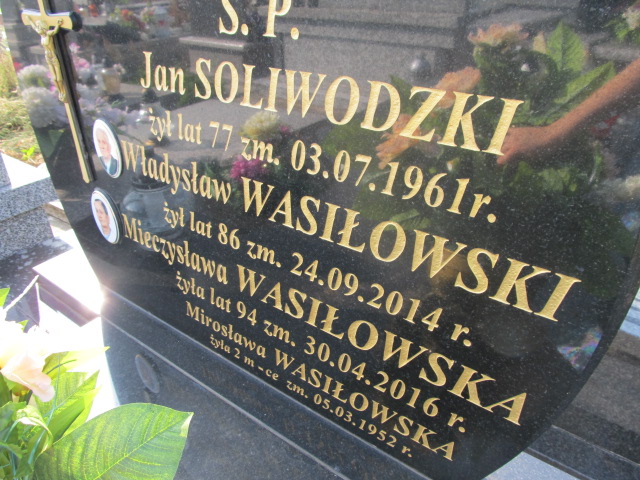 Ś. P.
Jan SOLIWODZKI
żył lat 77 zm. 03.07.1961r.
Władysław WASIŁOWSKI
żył lat 86 zm. 24.09.2014 r.
Mieczysława WASIŁOWSKA
żyła lat 94 zm. 30.04.2016 r.
Mirosława WASIŁOWSKA
żyła 2 m-ce zm. 05.03.1952 r.